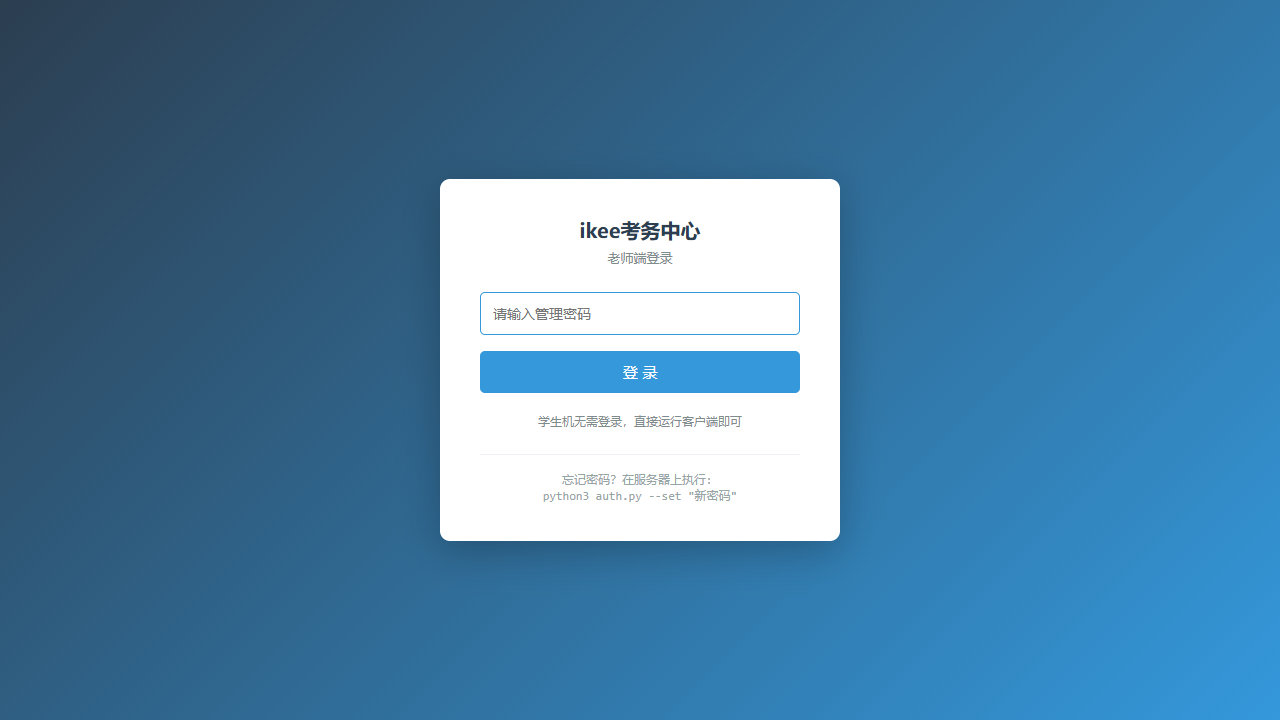 ikee考务中心
老师端登录
请输入管理密码
登 录
学生机无需登录，直接运行客户端即可
忘记密码？在服务器上执行：
python3 auth.py --set "新密码"